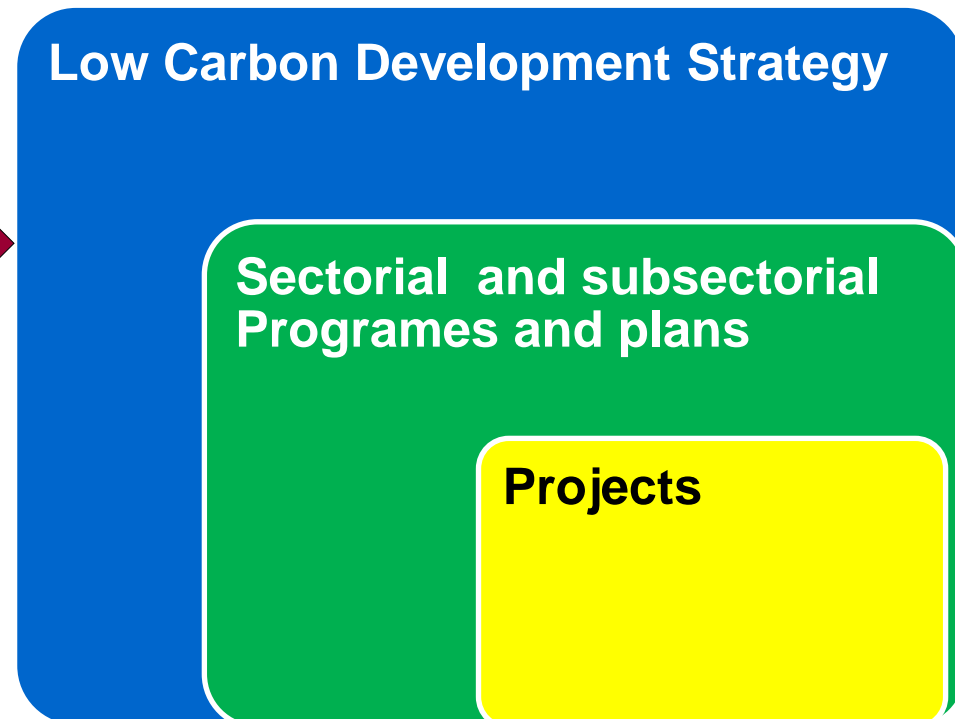 Low Carbon Development Strategy
Sectorial  and subsectorial
Programes and plans
Projects